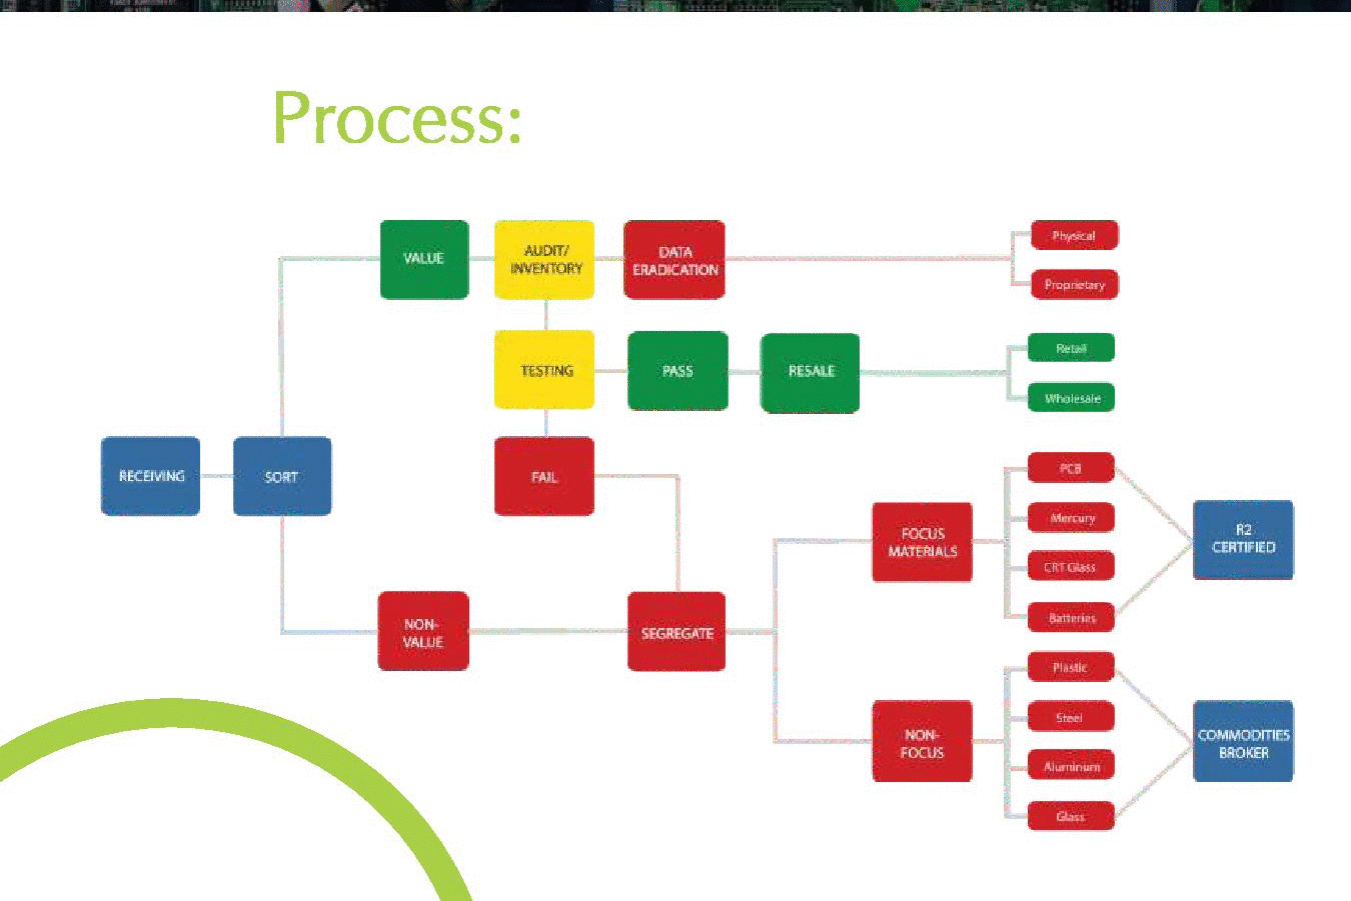 Process:
VALUE
AUDIT/
INVENTORY
DATA
ERADICATION
Physical
Proprietary
TESTING
PASS
RESALE
Retail
Wholesale
RECEIVING
SORT
FAIL
NON-
VALUE
SEGREGATE
FOCUS
MATERIALS
PCB
Mercury
CRT Glass
Batteries
R2
CERTIFIED
NON-
FOCUS
Plastic
Steel
Aluminum
Glass
COMMODITIES
BROKER